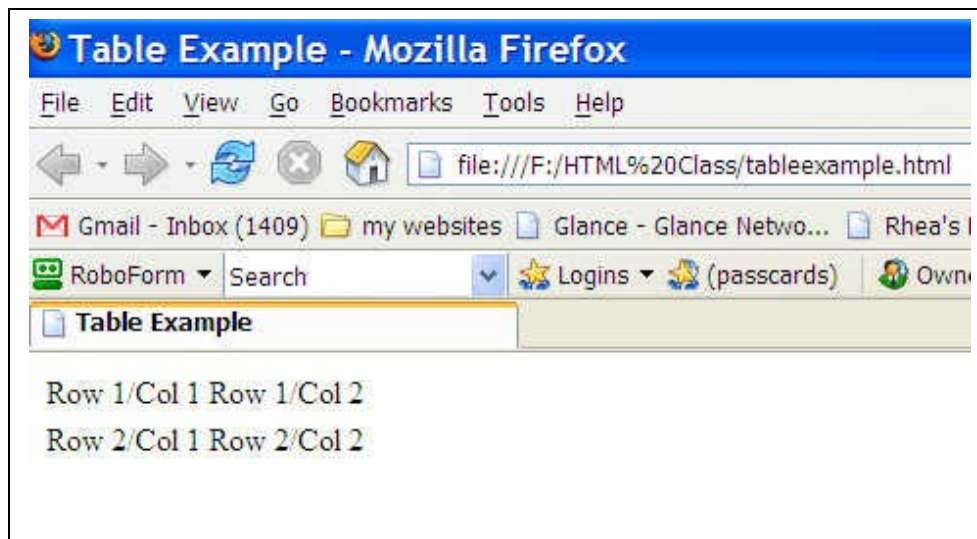 Table Example - Mozilla Firefox
File Edit View Go Bookmarks Tools Help
file:///F:/HTML%20Class/tableexample.html
Gmail - Inbox (1409) my websites Glance - Glance Netwo... Rhea's
RoboForm Search Logins (passcards) Own
Table Example
Row 1/Col 1 Row 1/Col 2
Row 2/Col 1 Row 2/Col 2